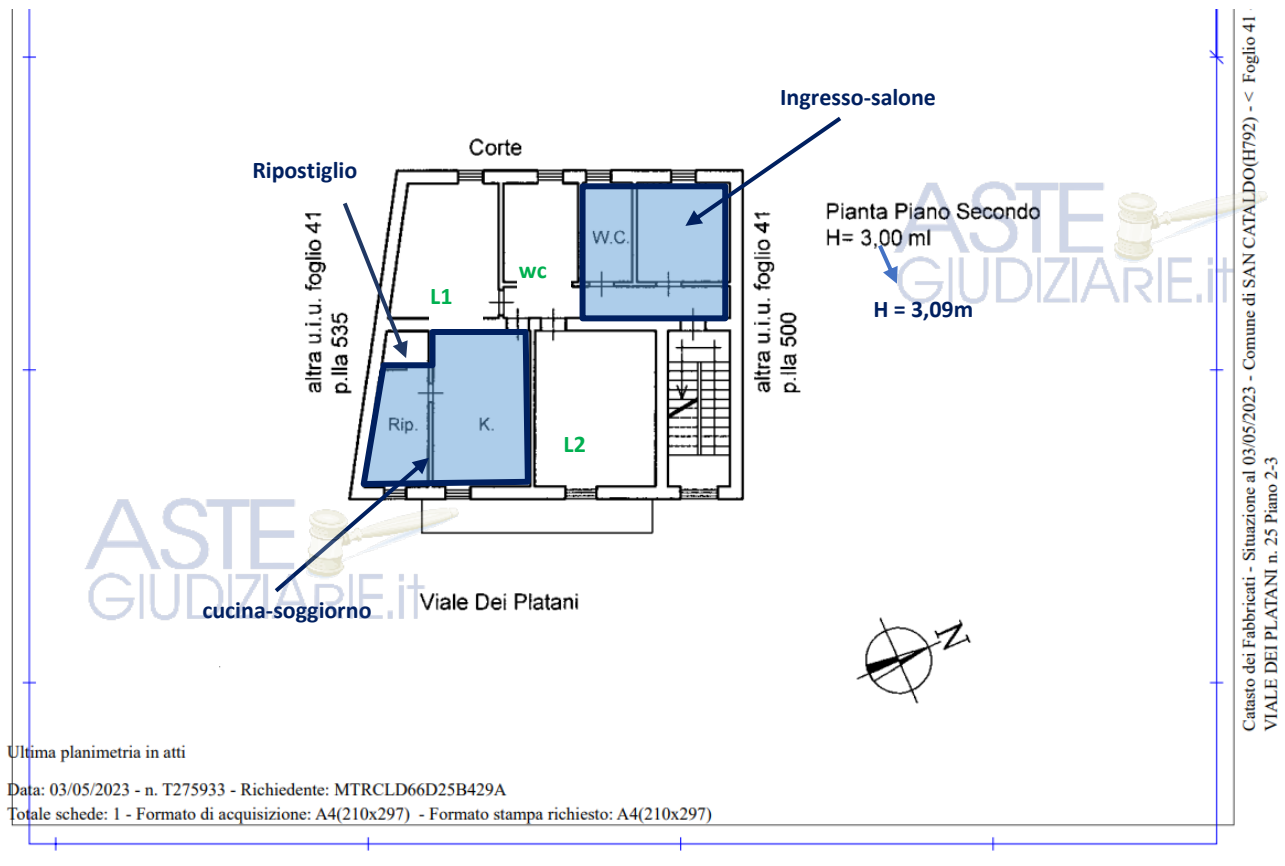 Ingresso-salone
Corte
Ripostiglio
altra u.i.u. foglio 41
p.lla 535
W.C.
wc
L1
altra u.i.u. foglio 41
p.lla 500
Pianta Piano Secondo
H= 3,00 ml
H = 3,09m
ASTE
GIUDIZIARIE.it
Rip.
K.
L2
ASTE
GIUDIZIARIE.it
cucina-soggiorno
Viale Dei Platani
N
Catasto dei Fabbricati - Situazione al 03/05/2023 - Comune di SAN CATALDO(H792) - < Foglio 41
VIALE DEI PLATANI n. 25 Piano 2-3
Ultima planimetria in atti
Data: 03/05/2023 - n. T275933 - Richiedente: MTRCLD66D25B429A
Totale schede: 1 - Formato di acquisizione: A4(210x297) - Formato stampa richiesto: A4(210x297)